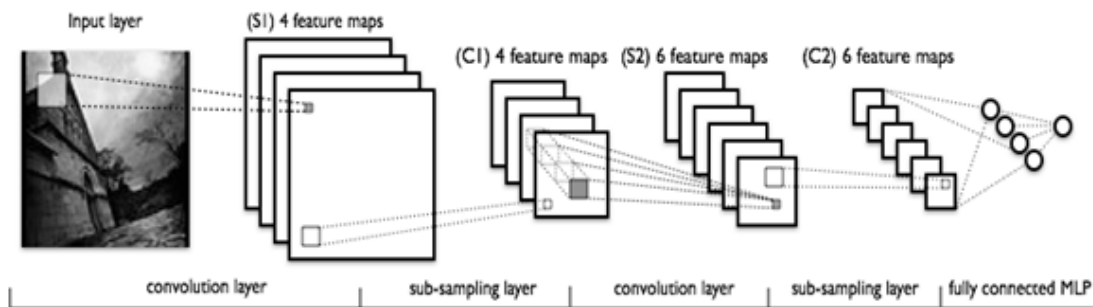 Input layer
(S1) 4 feature maps
(C1) 4 feature maps
(S2) 6 feature maps
(C2) 6 feature maps
convolution layer
sub-sampling layer
convolution layer
sub-sampling layer
fully connected MLP